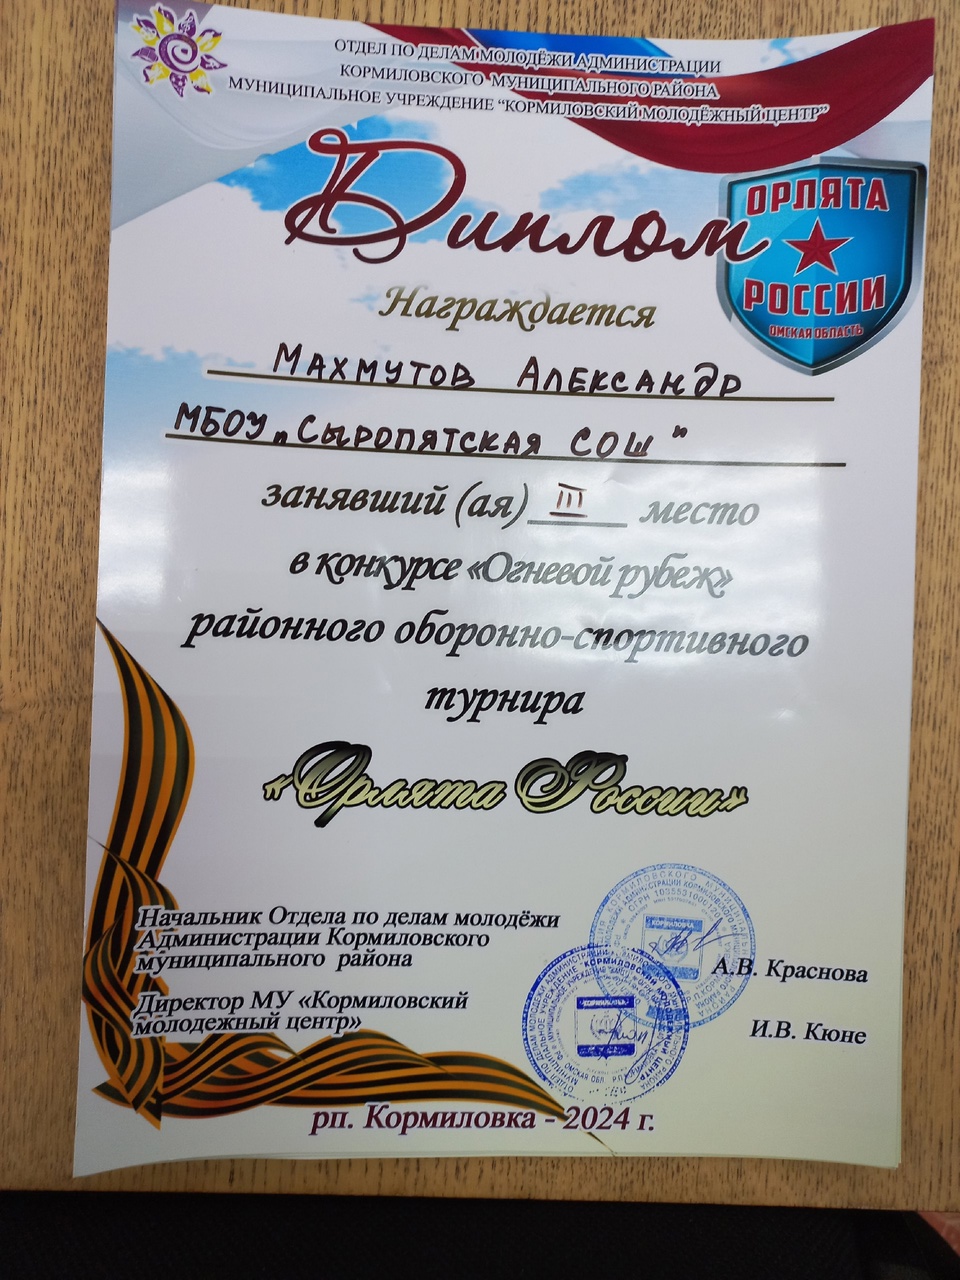 ОТДЕЛ ПО ДЕЛАМ МОЛОДЁЖИ АДМИНИСТРАЦИИ
КОРМИЛОВСКОГО МУНИЦИПАЛЬНОГО РАЙОНА
МУНИЦИПАЛЬНОЕ УЧРЕЖДЕНИЕ “КОРМИЛОВСКИЙ МОЛОДЁЖНЫЙ ЦЕНТР”
Диплом
ОРЛЯТА
РОССИИ
ОМСКАЯ ОБЛАСТЬ
Награждается
МАХМУТОВ АЛЕКСАНДР
МБОУ „СЫРОПЯТСКАЯ СОШ"
занявший (ая) III место
в конкурсе «Огневой рубеж»
районного оборонно-спортивного
турнира
«Орлята России»
Начальник Отдела по делам молодёжи
Администрации Кормиловского
муниципального района
А.В. Краснова
Директор МУ «Кормиловский
молодежный центр»
И.В. Кюне
рп. Кормиловка - 2024 г.